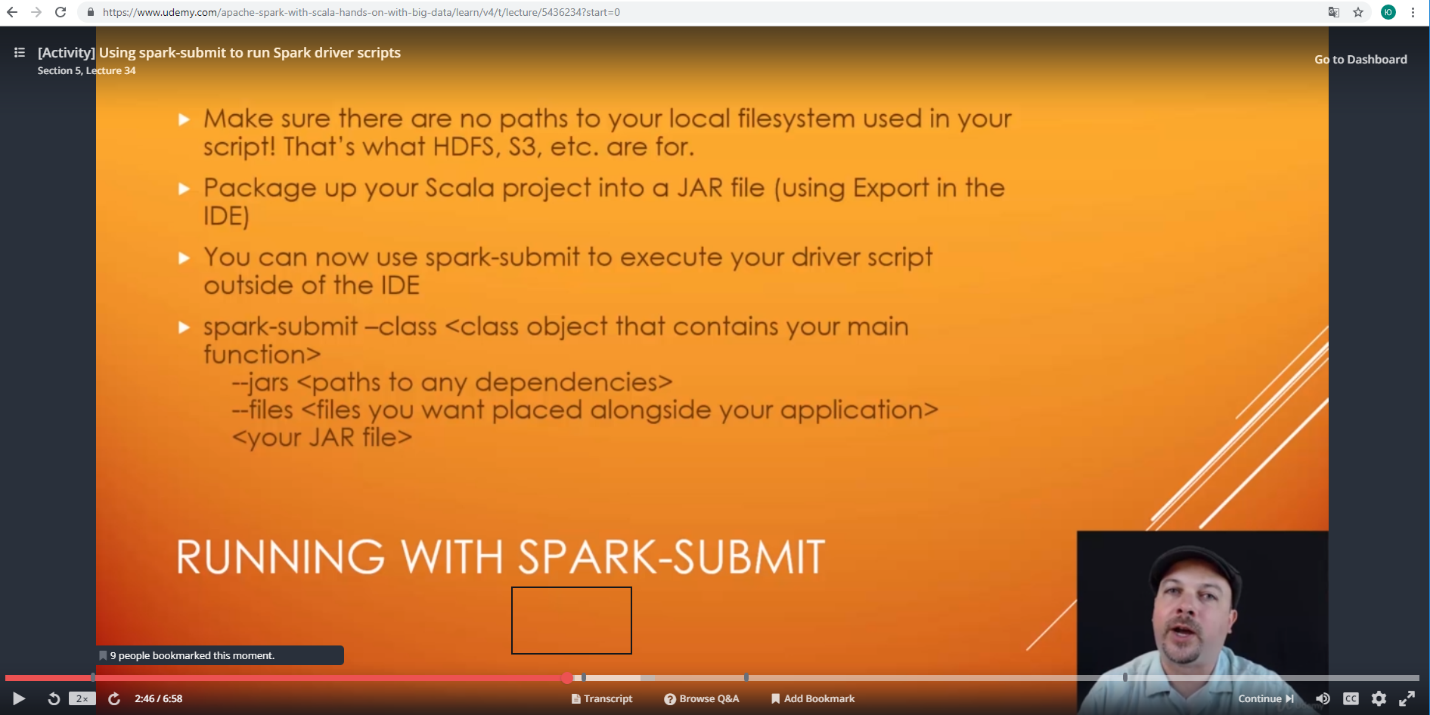 https://www.udemy.com/apache-spark-with-scala-hands-on-with-big-data/learn/v4/t/lecture/5436234?start=0
Ю
[Activity] Using spark-submit to run Spark driver scripts
Section 5, Lecture 34
Go to Dashboard
Make sure there are no paths to your local filesystem used in your
script! That's what HDFS, S3, etc. are for.
Package up your Scala project into a JAR file (using Export in the
IDE)
You can now use spark-submit to execute your driver script
outside of the IDE
spark-submit –class <class object that contains your main
function>
--jars <paths to any dependencies>
--files <files you want placed alongside your application>
<your JAR file>
RUNNING WITH SPARK-SUBMIT
9 people bookmarked this moment.
2x
2:46 / 6:58
Transcript
Browse Q&A
Add Bookmark
Continue
CC